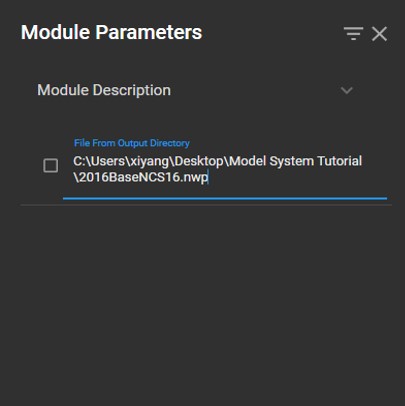 Module Parameters
Module Description
File From Output Directory
C:\Users\xiyang\Desktop\Model System Tutorial
\2016BaseNCS16.nwp